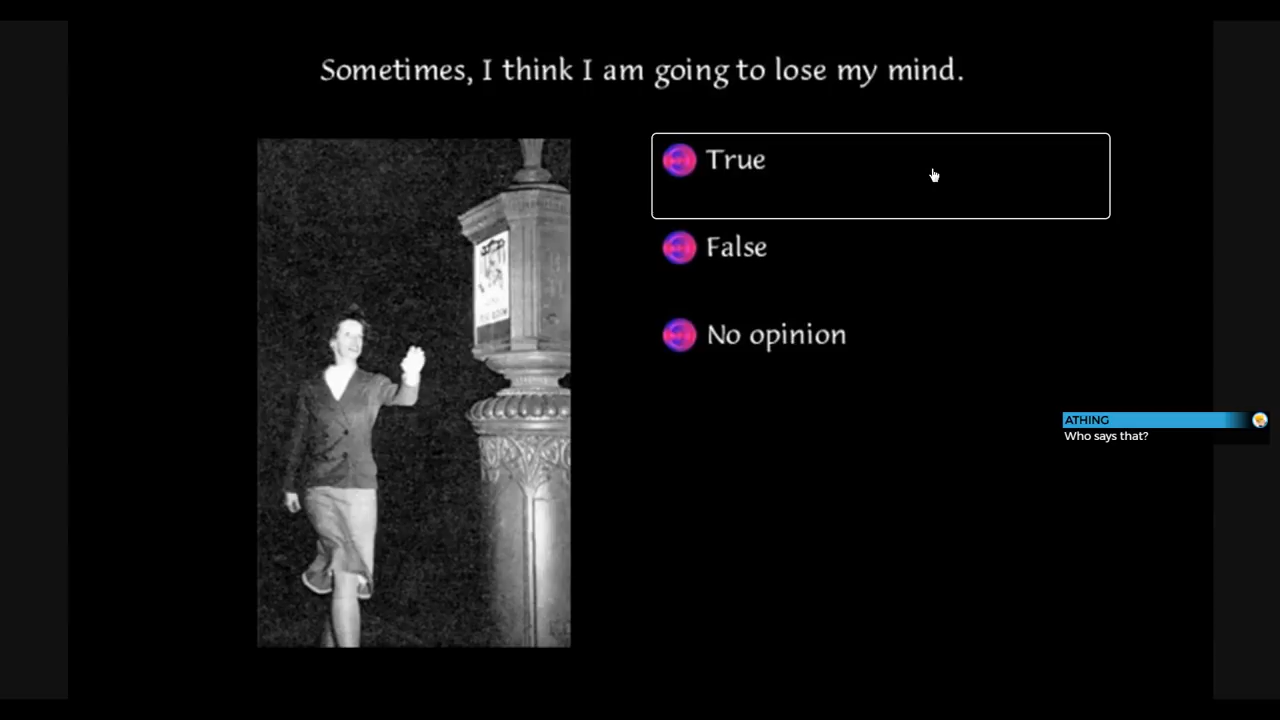 Sometimes, I think I am going to lose my mind.
True
False
No opinion
ATHING
Who says that?